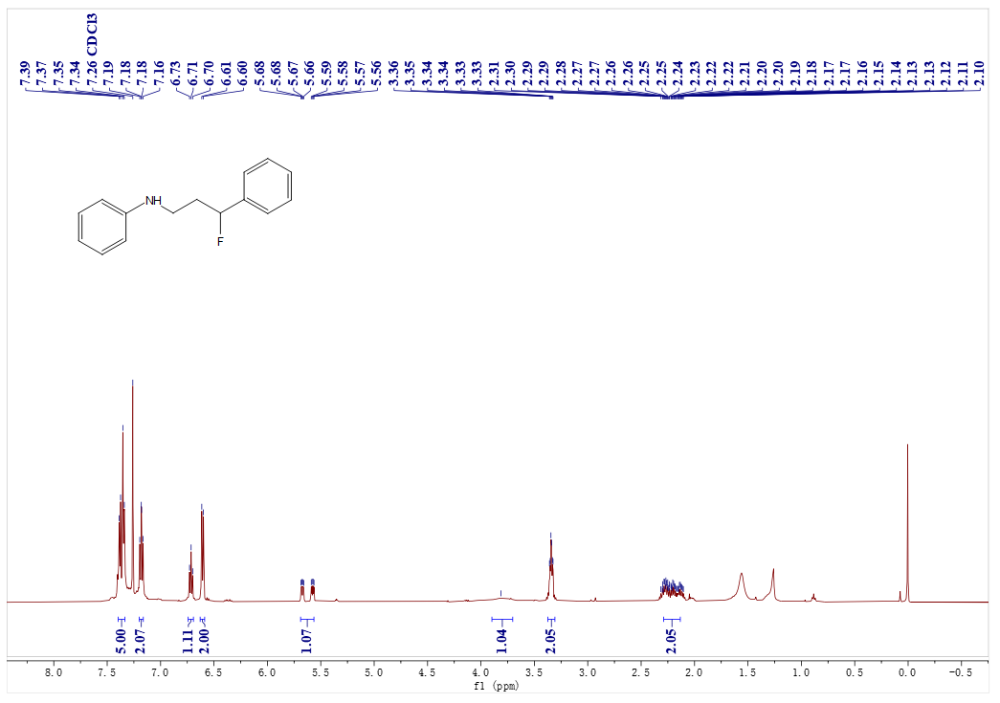 7.39 7.37 7.35 7.34 7.26 CDCl3 7.19 7.18 7.18 7.16 6.73 6.71 6.70 6.61 6.60 5.68 5.68 5.67 5.66 5.59 5.58 5.57 5.56 3.36 3.35 3.34 3.34 3.33 3.33 2.31 2.30 2.29 2.29 2.28 2.27 2.27 2.26 2.26 2.25 2.25 2.24 2.23 2.22 2.22 2.21 2.20 2.20 2.19 2.18 2.17 2.17 2.16 2.15 2.14 2.13 2.13 2.12 2.11 2.10
NH
F
5.00 2.07 1.11 2.00 1.07 1.04 2.05 2.05
8.0 7.5 7.0 6.5 6.0 5.5 5.0 4.5 4.0 3.5 3.0 2.5 2.0 1.5 1.0 0.5 0.0 -0.5
f1 (ppm)